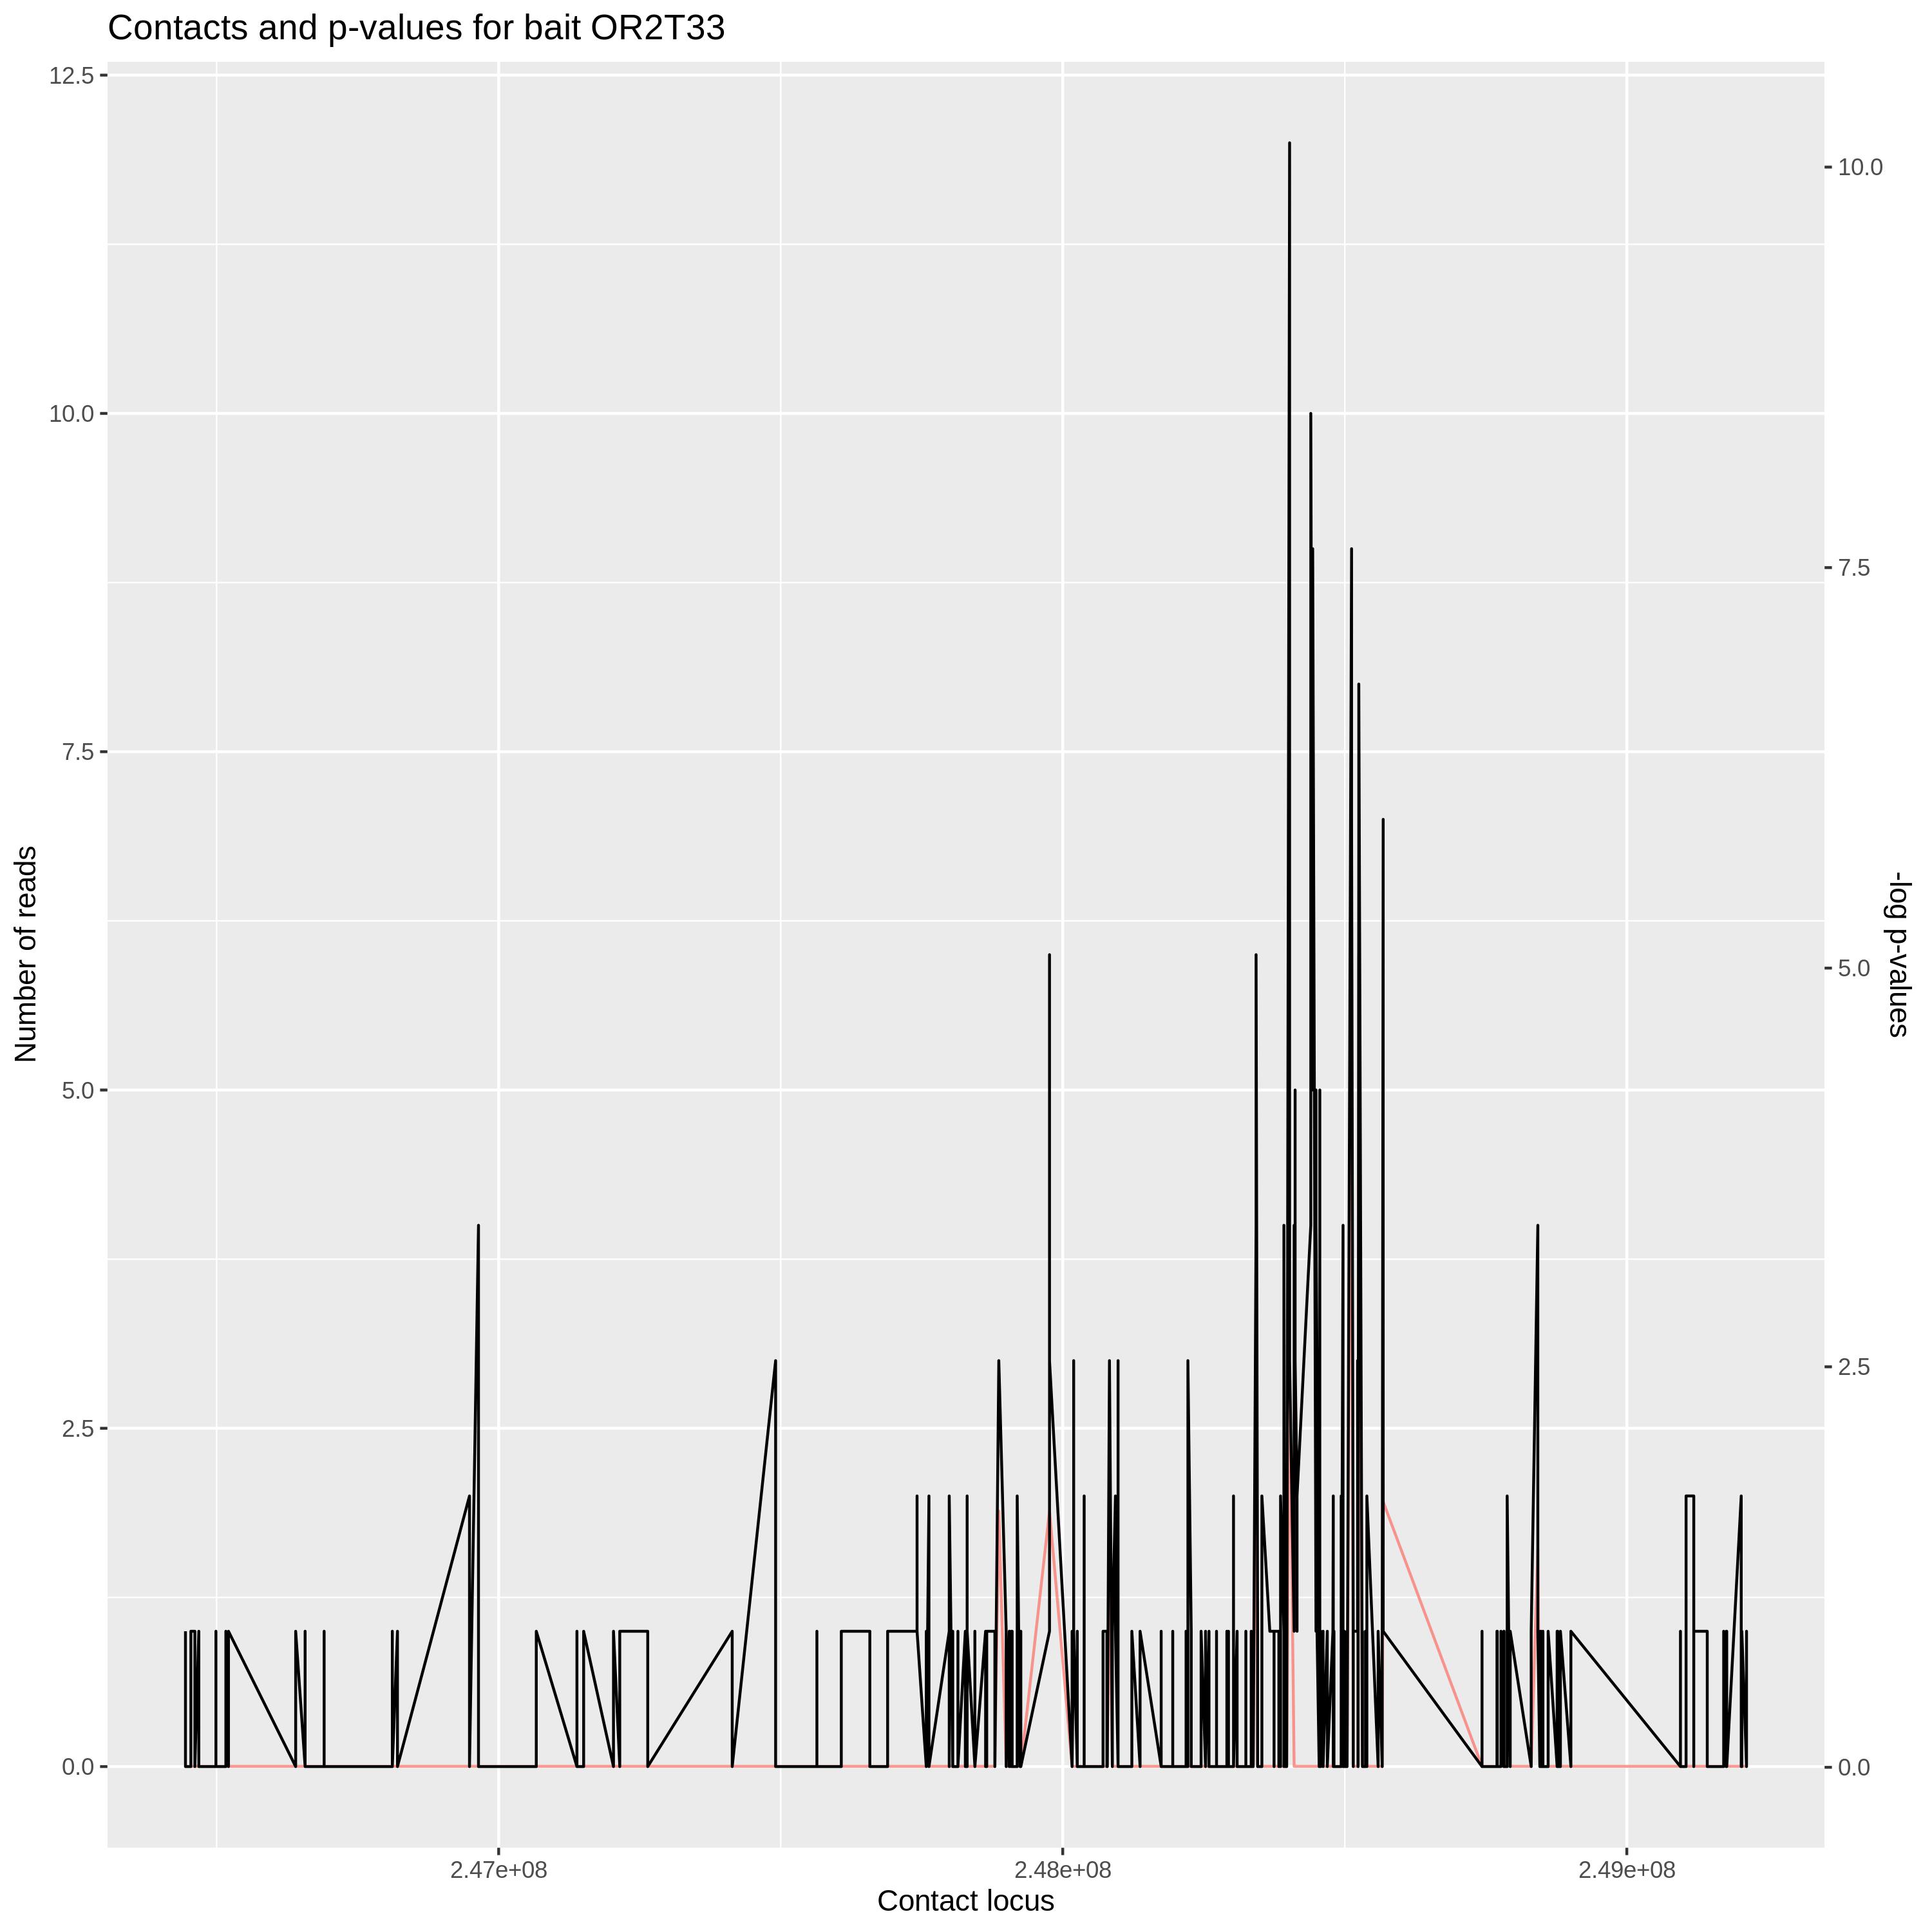 Contacts and p-values for bait OR2T33
12.5
10.0
7.5
5.0
2.5
0.0
Number of reads
10.0
7.5
5.0
2.5
0.0
-log p-values
2.47e+08 2.48e+08 2.49e+08
Contact locus